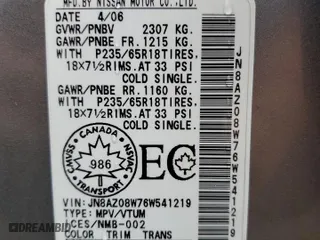 MFD.BY NISSAN MOTOR CO.,LTD.
DATE 4/06
GVWR/PNBV 2307 KG.
GAWR/PNBE FR. 1215 KG.
WITH P235/65R18TIRES,
18X7½RIMS.AT 33 PSI
COLD SINGLE.
GAWR/PNBE RR. 1160 KG.
WITH P235/65R18TIRES,
18X7½RIMS.AT 33 PSI
COLD SINGLE.
CANADA
CMVSS
NSVAC
986
TRANSPORT
EC
VIN: JN8AZ08W76W541219
TYPE: MPV/VTUM
ICES/NMB-002
COLOR TRIM TRANS
JN8AZ08W76W541219
DREAMBID